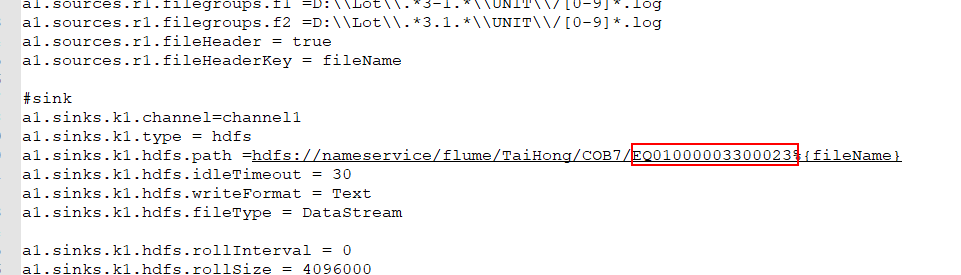 a1.sources.r1.filegroups.f1 =D:\\Lot\\.*3-1.*\\UNIT\\/[0-9]*.log
a1.sources.r1.filegroups.f2 =D:\\Lot\\.*3.1.*\\UNIT\\/[0-9]*.log
a1.sources.r1.fileHeader = true
a1.sources.r1.fileHeaderKey = fileName
#sink
a1.sinks.k1.channel=channel1
a1.sinks.k1.type = hdfs
a1.sinks.k1.hdfs.path =hdfs://nameservice/flume/TaiHong/COB7/EQ01000003300023%{fileName}
a1.sinks.k1.hdfs.idleTimeout = 30
a1.sinks.k1.hdfs.writeFormat = Text
a1.sinks.k1.hdfs.fileType = DataStream
a1.sinks.k1.hdfs.rollInterval = 0
a1.sinks.k1.hdfs.rollSize = 4096000